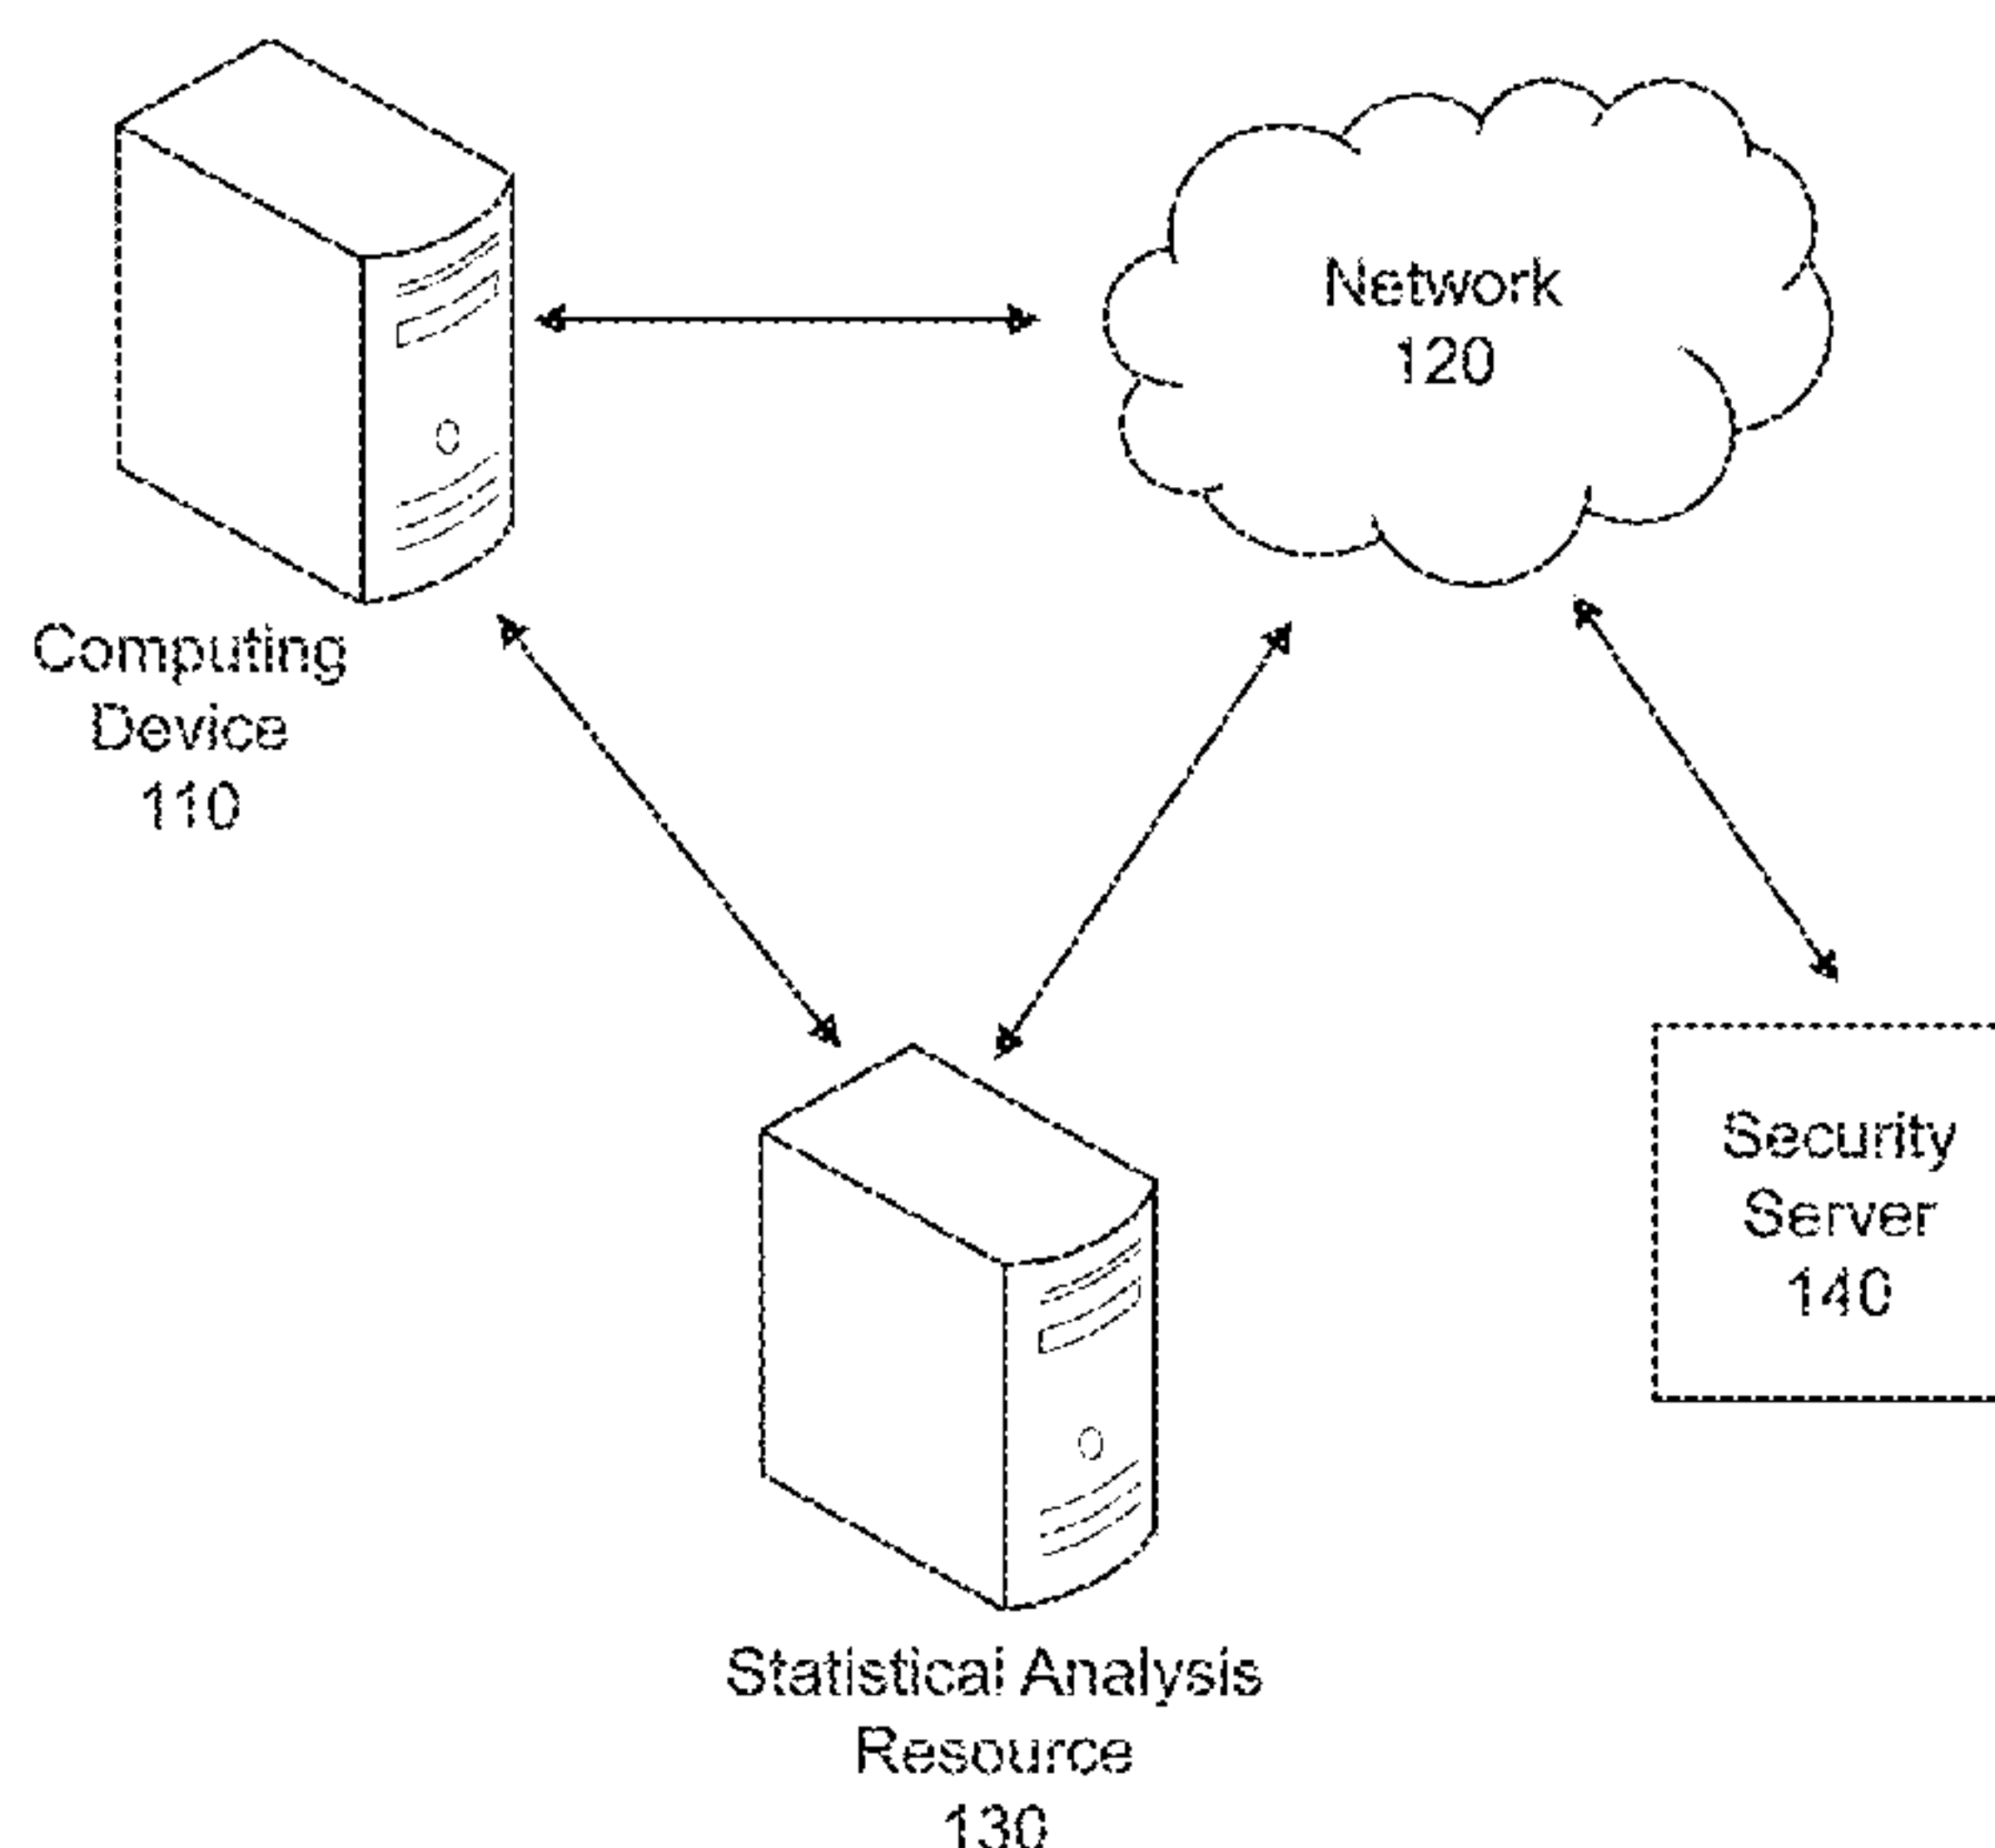 Network
120
Computing
Device
110
Security
Server
140
Statistical Analysis
Resource
130